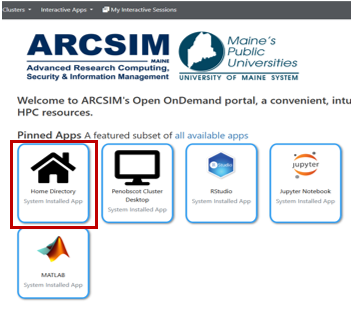 Clusters Interactive Apps My Interactive Sessions
ARCSIM
MAINE
Advanced Research Computing,
Security & Information Management
Maine's
Public
Universities
UNIVERSITY OF MAINE SYSTEM
Welcome to ARCSIM's Open OnDemand portal, a convenient, intu
HPC resources.
Pinned Apps A featured subset of all available apps
Home Directory
System Installed App
Penobscot Cluster
Desktop
System Installed App
R Studio
RStudio
System Installed App
jupyter
Jupyter Notebook
System Installed App
MATLAB
System Installed App